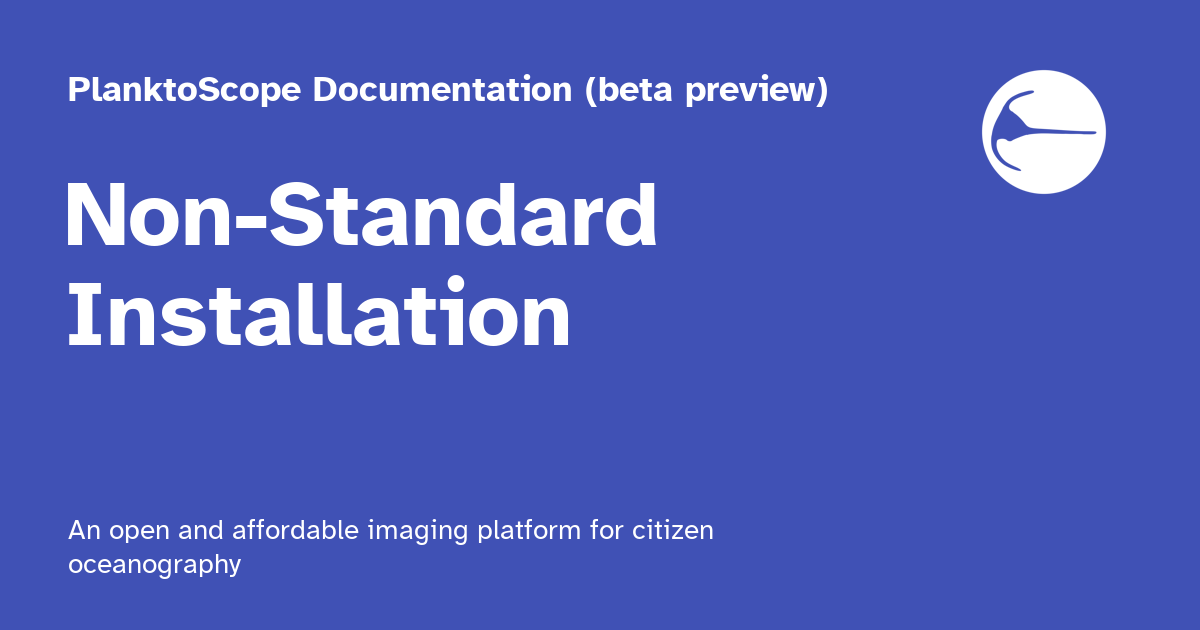 PlanktoScope Documentation (beta preview)
Non-Standard
Installation
An open and affordable imaging platform for citizen
oceanography